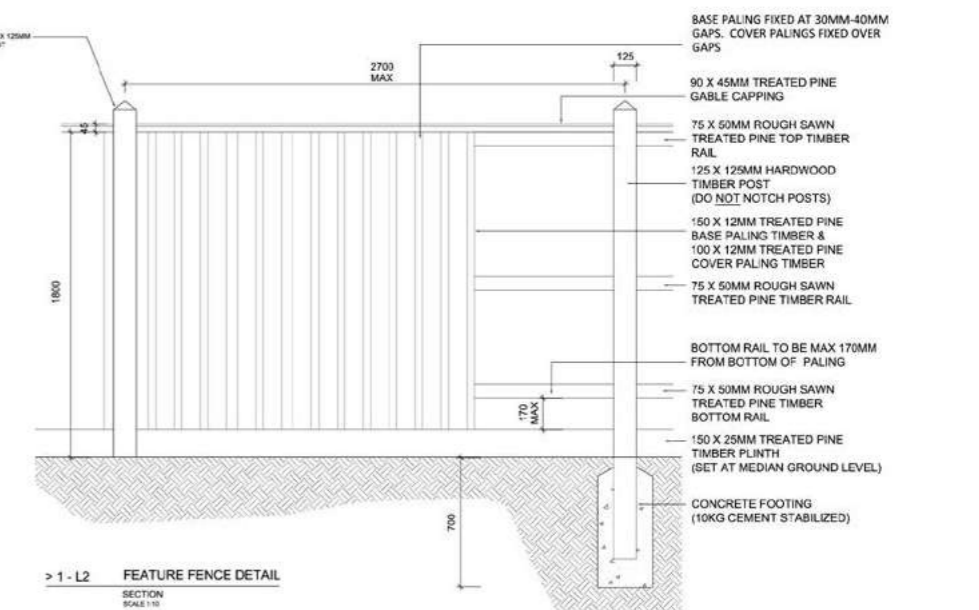 X 125MM
BASE PALING FIXED AT 30MM-40MM
GAPS. COVER PALINGS FIXED OVER
GAPS
125
2700
MAX
90 X 45MM TREATED PINE
GABLE CAPPING
45
75 X 50MM ROUGH SAWN
TREATED PINE TOP TIMBER
RAIL
125 X 125MM HARDWOOD
TIMBER POST
(DO NOT NOTCH POSTS)
150 X 12MM TREATED PINE
BASE PALING TIMBER &
100 X 12MM TREATED PINE
COVER PALING TIMBER
1800
75 X 50MM ROUGH SAWN
TREATED PINE TIMBER RAIL
BOTTOM RAIL TO BE MAX 170MM
FROM BOTTOM OF PALING
75 X 50MM ROUGH SAWN
TREATED PINE TIMBER
BOTTOM RAIL
170
MAX
150 X 25MM TREATED PINE
TIMBER PLINTH
(SET AT MEDIAN GROUND LEVEL)
CONCRETE FOOTING
(10KG CEMENT STABILIZED)
700
> 1 - L2 FEATURE FENCE DETAIL
SECTION
SCALE 1:10